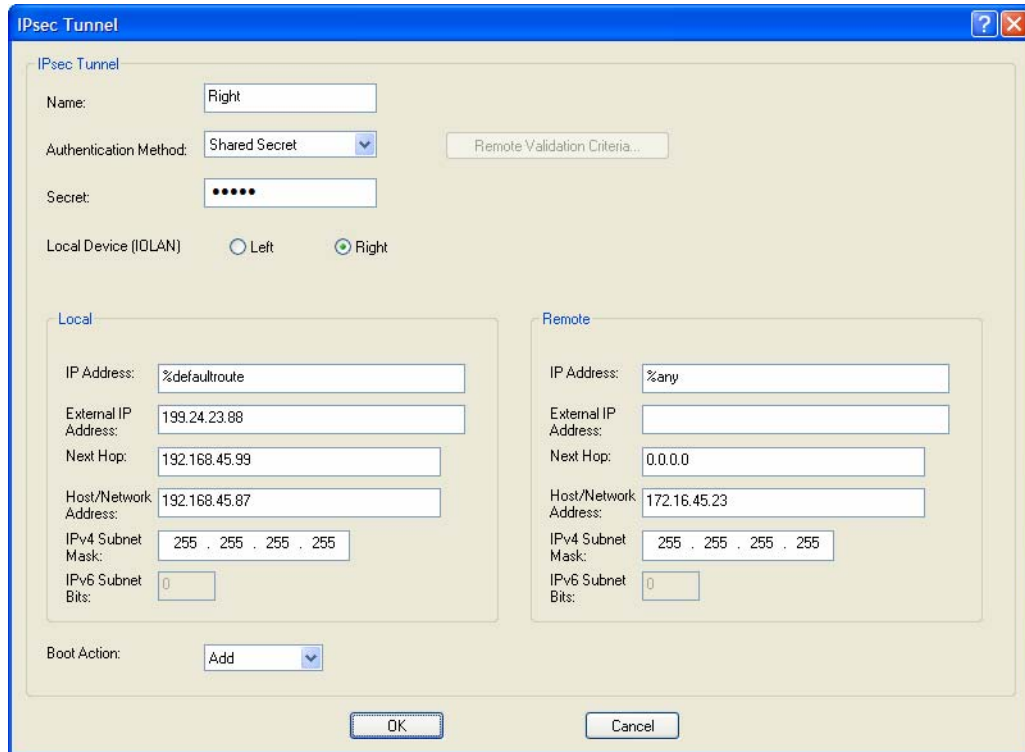 IPsec Tunnel
IPsec Tunnel
Name: Right
Authentication Method: Shared Secret Remote Validation Criteria...
Secret: •••••
Local Device (IOLAN) Left Right
Local
IP Address: %defaultroute
External IP
Address: 199.24.23.88
Next Hop: 192.168.45.99
Host/Network
Address: 192.168.45.87
IPv4 Subnet
Mask: 255 . 255 . 255 . 255
IPv6 Subnet
Bits: 0
Remote
IP Address: %any
External IP
Address:
Next Hop: 0.0.0.0
Host/Network
Address: 172.16.45.23
IPv4 Subnet
Mask: 255 . 255 . 255 . 255
IPv6 Subnet
Bits: 0
Boot Action: Add
OK Cancel